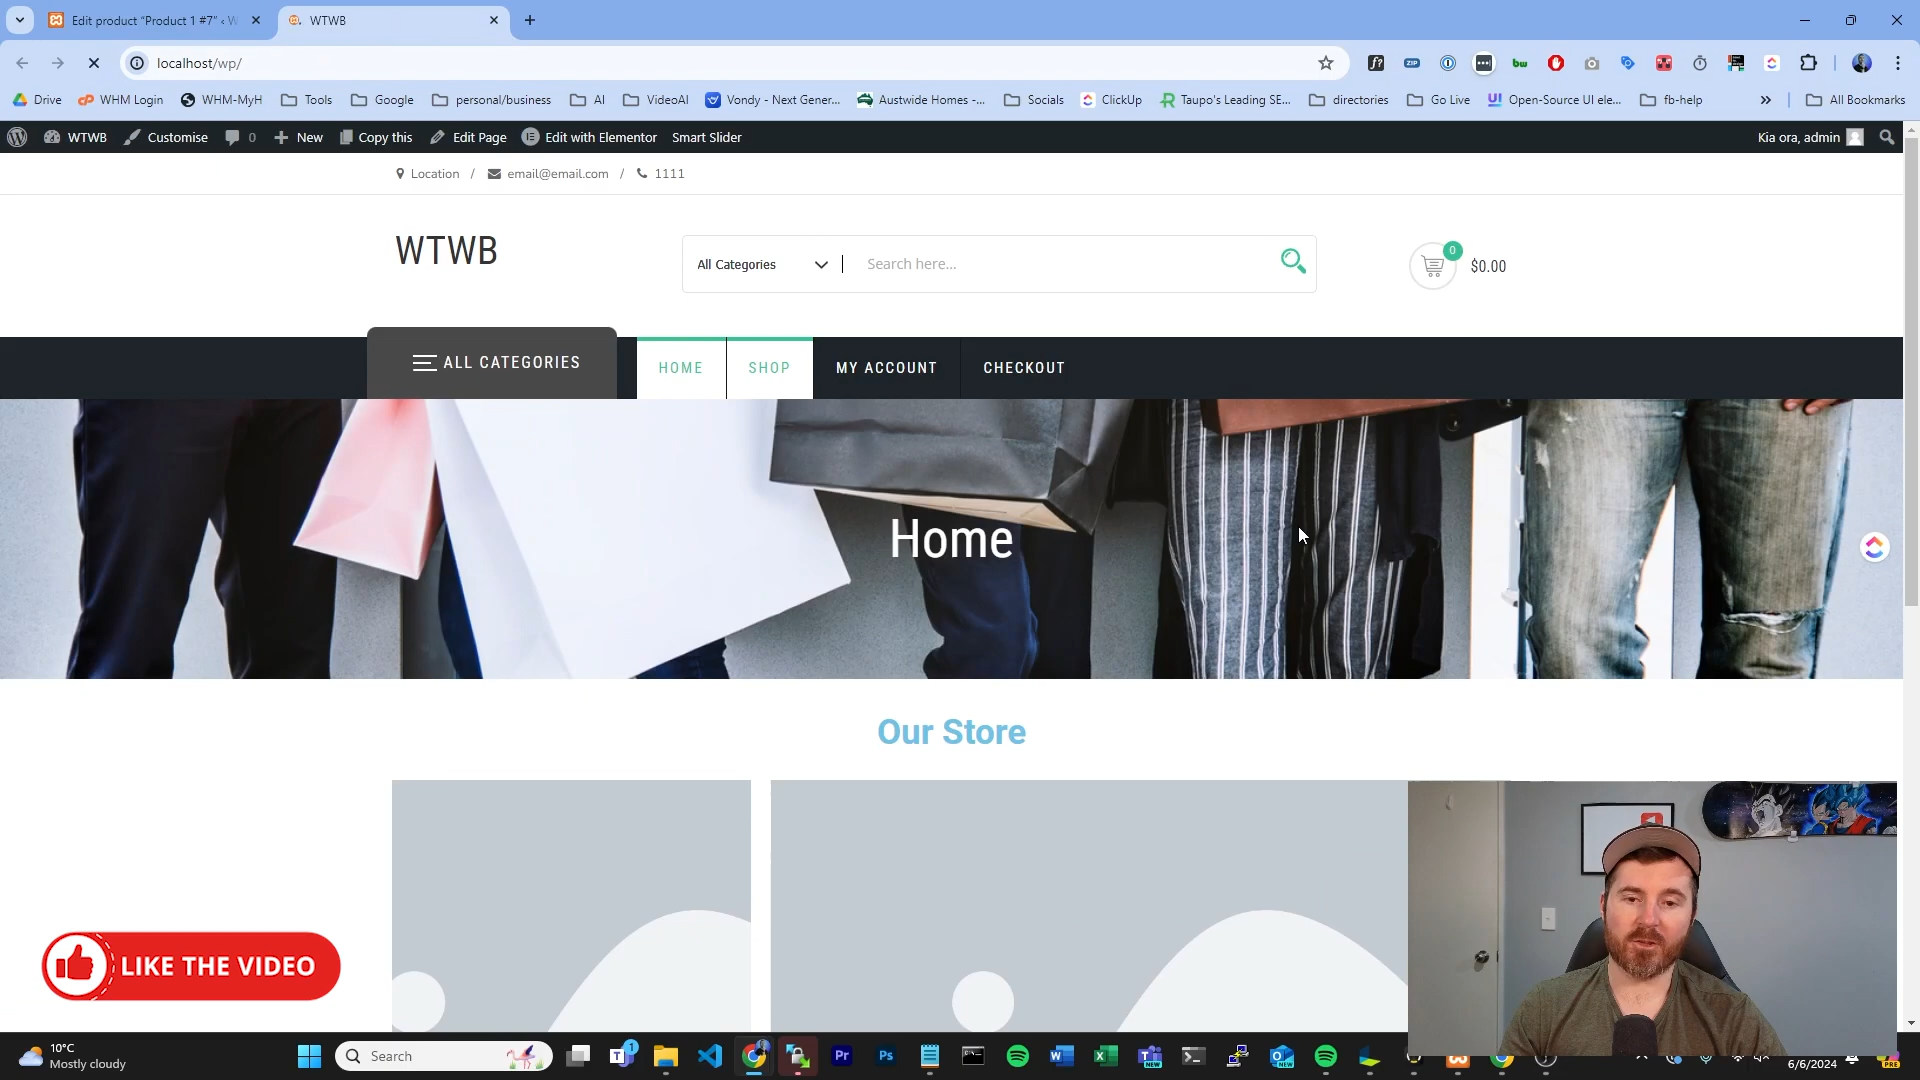 Edit product “Product 1 #7” ‹ W
WTWB
localhost/wp/
Drive
WHM Login
WHM-MyH
Tools
Google
personal/business
AI
VideoAI
Vondy - Next Gener...
Austwide Homes -...
Socials
ClickUp
Taupo's Leading SE...
directories
Go Live
Open-Source UI ele...
fb-help
All Bookmarks
WTWB
Customise
0
New
Copy this
Edit Page
Edit with Elementor
Smart Slider
Kia ora, admin
Location / email@email.com / 1111
WTWB
All Categories
Search here...
0
$0.00
ALL CATEGORIES
HOME
SHOP
MY ACCOUNT
CHECKOUT
Home
Our Store
LIKE THE VIDEO
10°C
Mostly cloudy
Search
6/6/2024